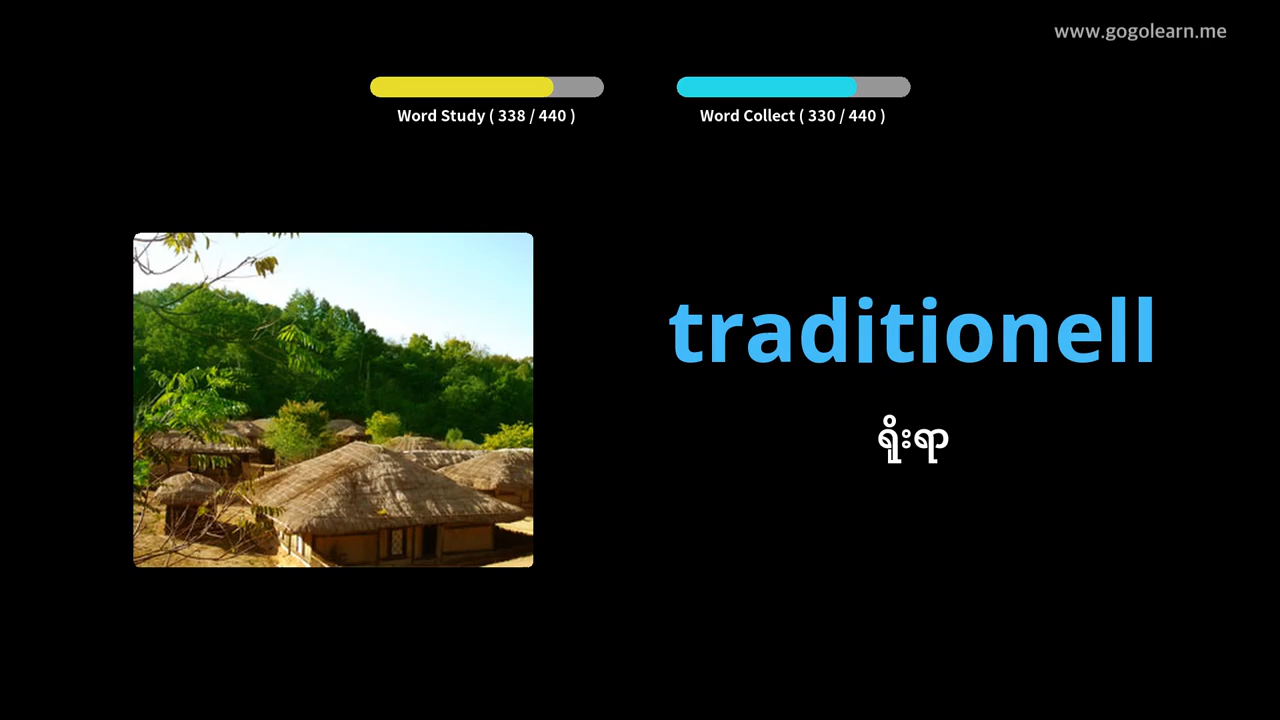 www.gogolearn.me
Word Study ( 338 / 440 )
Word Collect ( 330 / 440 )
traditionell
ရိုးရာ